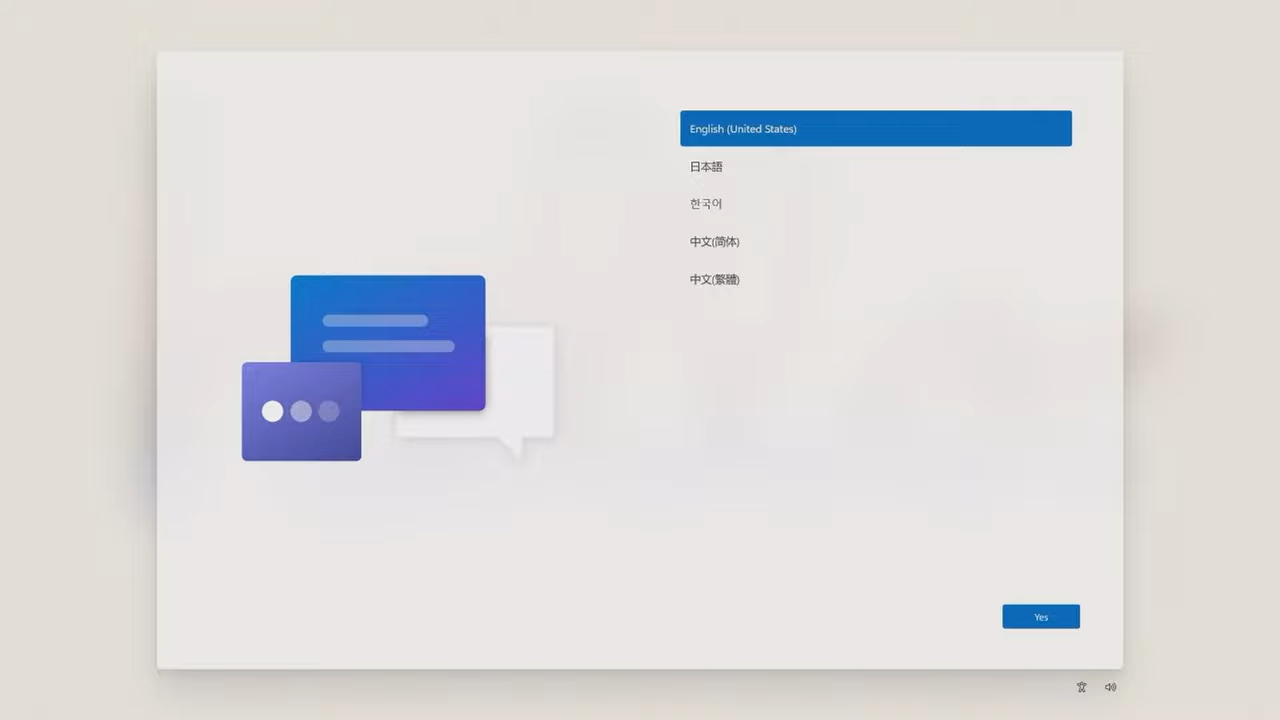 English (United States)
日本語
한국어
中文(简体)
中文(繁體)
Yes